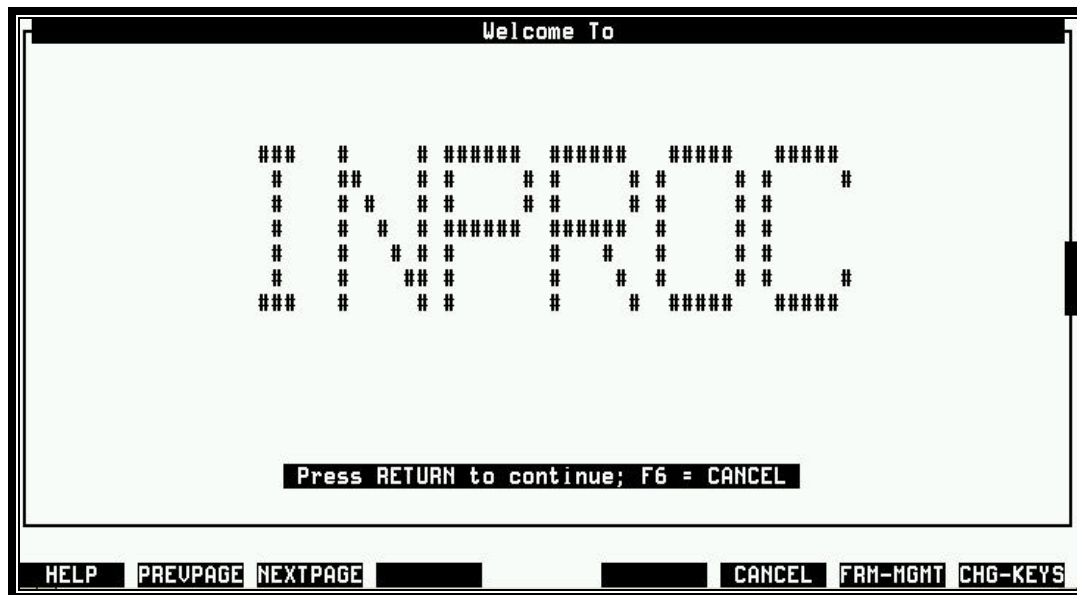 Welcome To
INPROC
Press RETURN to continue; F6 = CANCEL
HELP PREVPAGE NEXTPAGE CANCEL FRM-MGMT CHG-KEYS